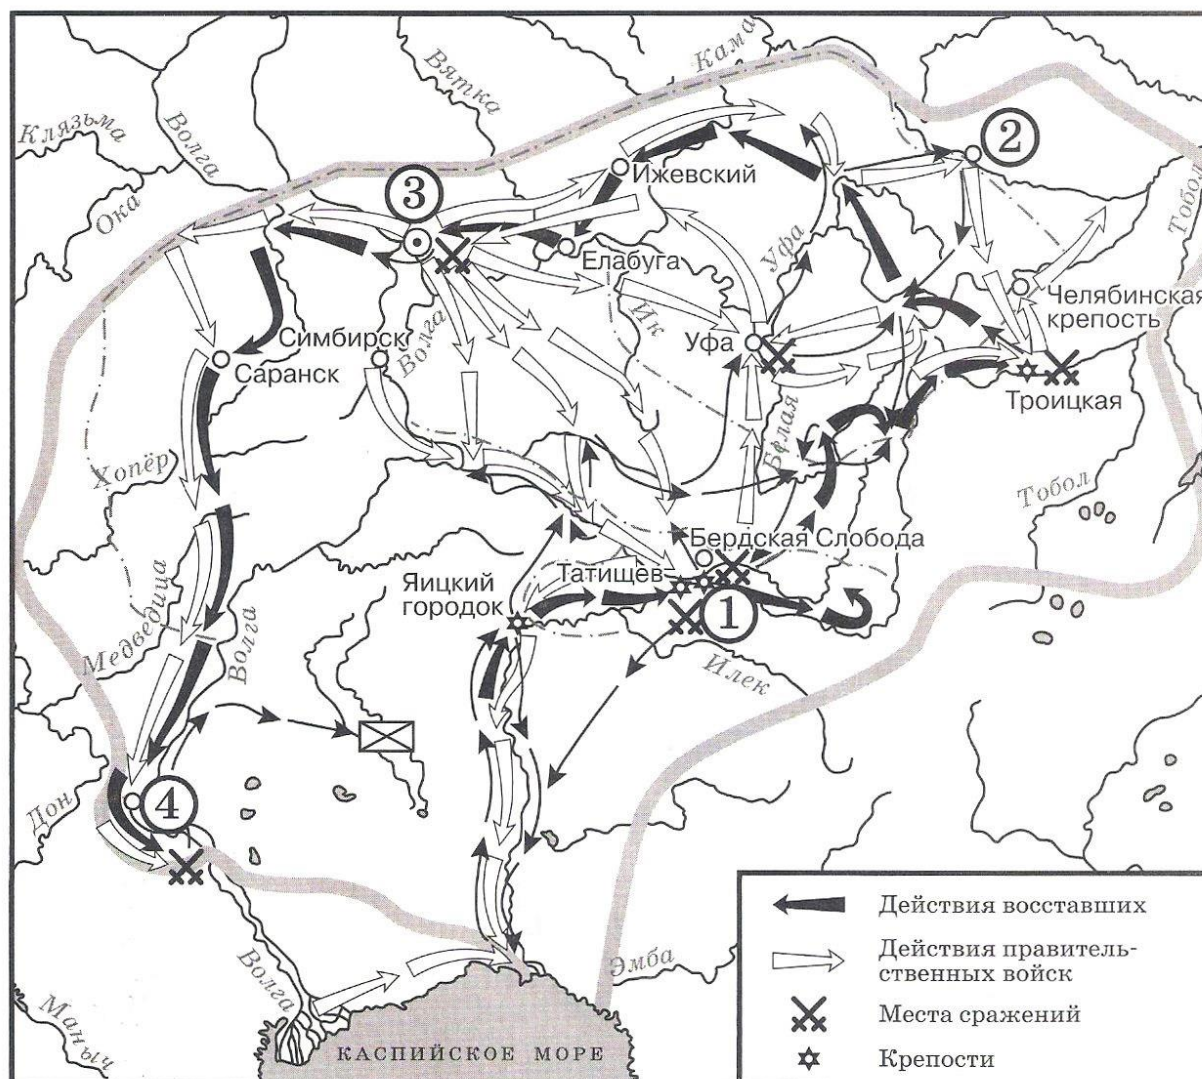 Кама
Вятка
Волга
Клязьма
Ока
2
Тобол
3
Ижевский
Елабуга
Уфа
Ик
Челябинская
крепость
Симбирск
Волга
Саранск
Уфа
Троицкая
Белая
Хопёр
Тобол
Бердская Слобода
Татищев
Яицкий
городок
1
Медведица
Волга
Илек
Дон
4
Действия восставших
Действия правитель-
ственных войск
Места сражений
Крепости
Эмба
Волга
Маныч
КАСПИЙСКОЕ МОРЕ